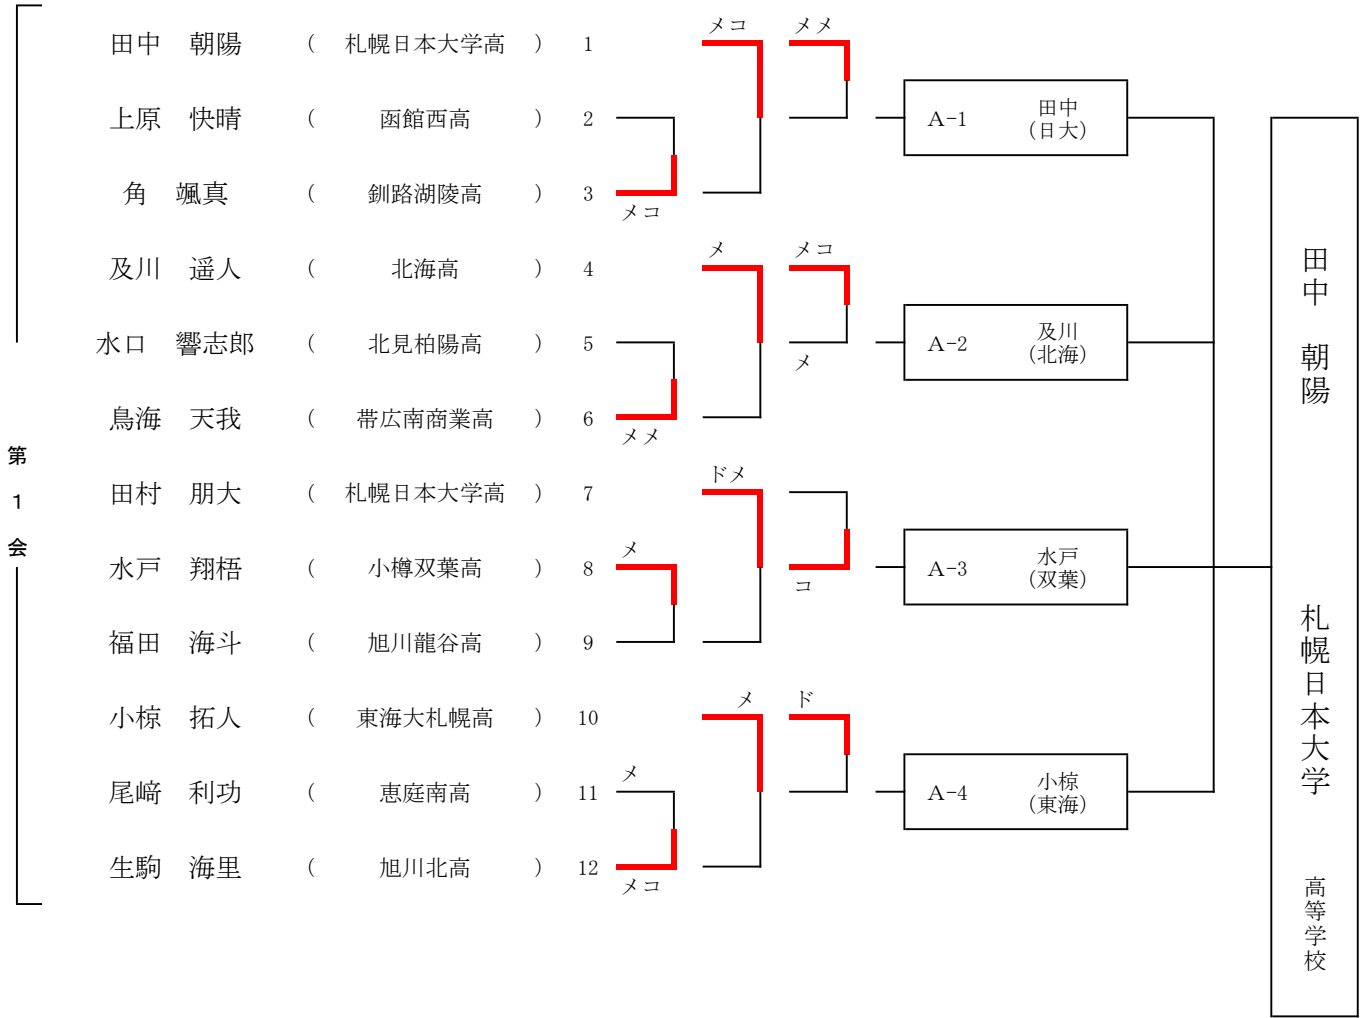 第1会
田中 朝陽 ( 札幌日本大学高 ) 1
上原 快晴 ( 函館西高 ) 2
角 颯真 ( 釧路湖陵高 ) 3
及川 遥人 ( 北海高 ) 4
水口 響志郎 ( 北見柏陽高 ) 5
鳥海 天我 ( 帯広南商業高 ) 6
田村 朋大 ( 札幌日本大学高 ) 7
水戸 翔梧 ( 小樽双葉高 ) 8
福田 海斗 ( 旭川龍谷高 ) 9
小椋 拓人 ( 東海大札幌高 ) 10
尾﨑 利功 ( 恵庭南高 ) 11
生駒 海里 ( 旭川北高 ) 12
メコ
メメ
メ
メ
メコ
メコ
メ
ドメ
メ
メコ
メ
メメ
コ
ド
A-1 田中
(日大)
A-2 及川
(北海)
A-3 水戸
(双葉)
A-4 小椋
(東海)
田中 朝陽 札幌日本大学 高等学校